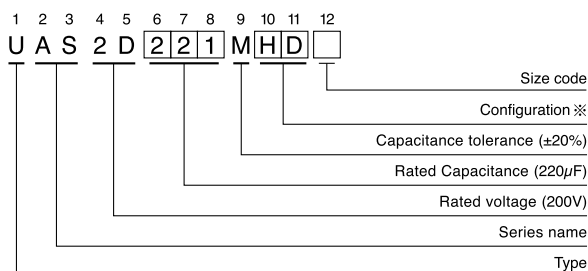 1 2 3 4 5 6 7 8 9 10 11 12
U A S 2 D 2 2 1 M H D
Size code
Configuration ※
Capacitance tolerance (±20%)
Rated Capacitance (220µF)
Rated voltage (200V)
Series name
Type